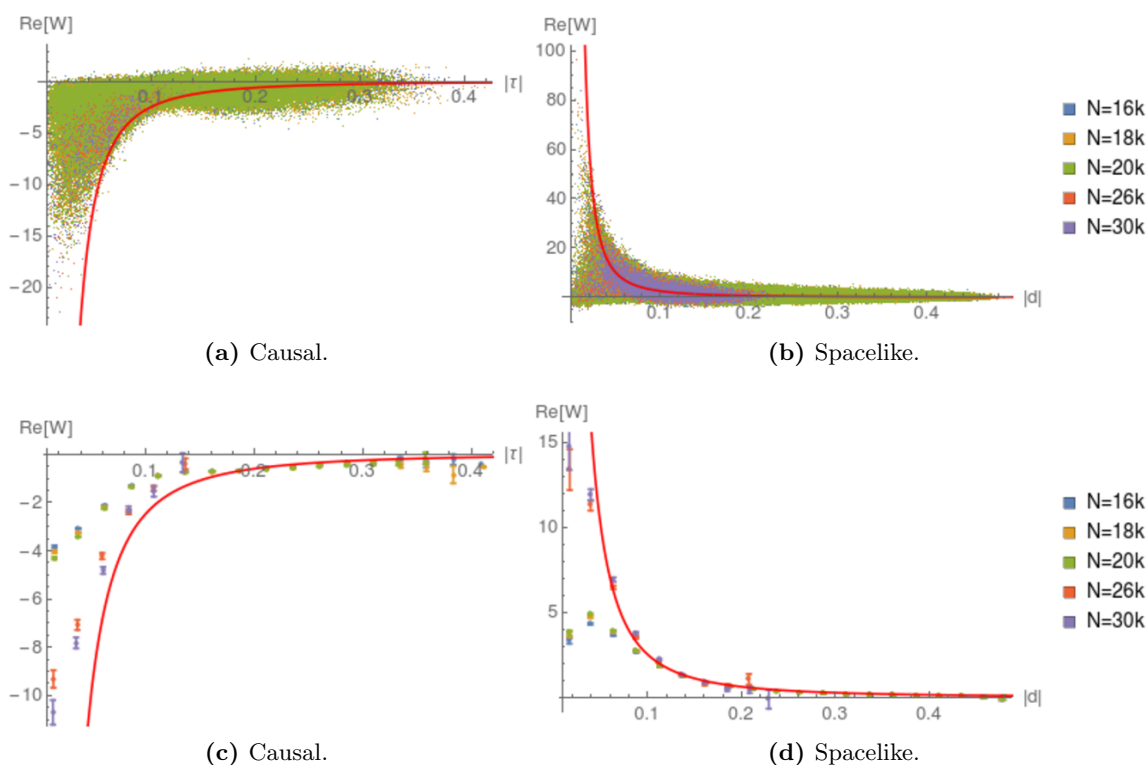 Re[W]
|τ|
0.1 0.2 0.3 0.4
-5
-10
-15
-20
(a) Causal.
Re[W]
100
80
60
40
20
0.1 0.2 0.3 0.4
|d|
(b) Spacelike.
N=16k
N=18k
N=20k
N=26k
N=30k
Re[W]
|τ|
0.1 0.2 0.3 0.4
-2
-4
-6
-8
-10
(c) Causal.
Re[W]
15
10
5
0.1 0.2 0.3 0.4
|d|
(d) Spacelike.
N=16k
N=18k
N=20k
N=26k
N=30k